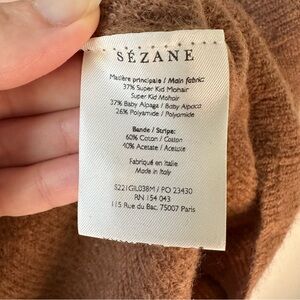 SÉZANE
Matière principale / Main fabric:
37% Super Kid Mohair
Super Kid Mohair
37% Baby Alpaga / Baby Alpaca
26% Polyamide / Polyamide
Bande / Stripe:
60% Coton / Cotton
40% Acétate / Acetate
Fabriqué en Italie
Made in Italy
S221GIL038M / PO 23430
RN 154 043
115 Rue du Bac, 75007 Paris